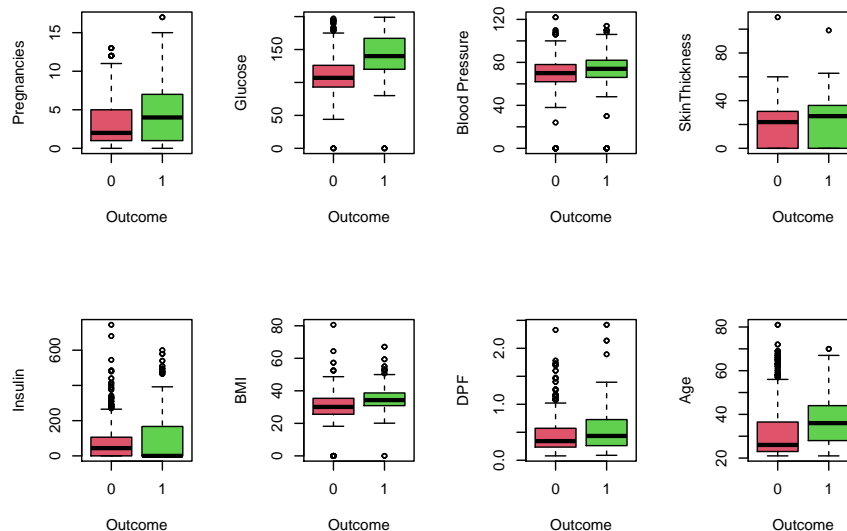 Pregnancies
0 5 10 15
0 1
Outcome
Glucose
0 50 150
0 1
Outcome
Blood Pressure
0 40 80 120
0 1
Outcome
SkinThickness
0 40 80
0 1
Outcome
Insulin
0 200 600
0 1
Outcome
BMI
0 20 40 60 80
0 1
Outcome
DPF
0.0 1.0 2.0
0 1
Outcome
Age
20 40 60 80
0 1
Outcome